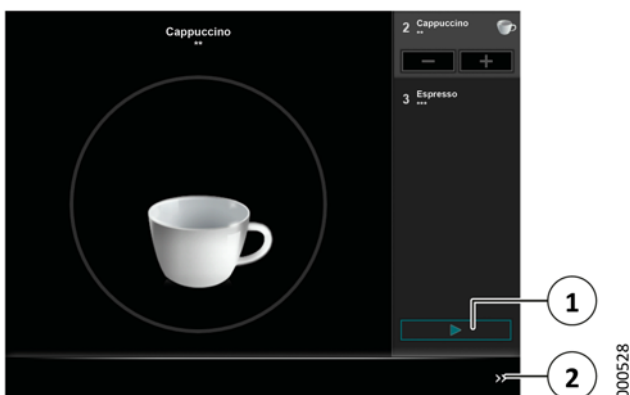 Cappuccino
**
2 Cappuccino
**
− +
3 Espresso
***
1
»
2
000528